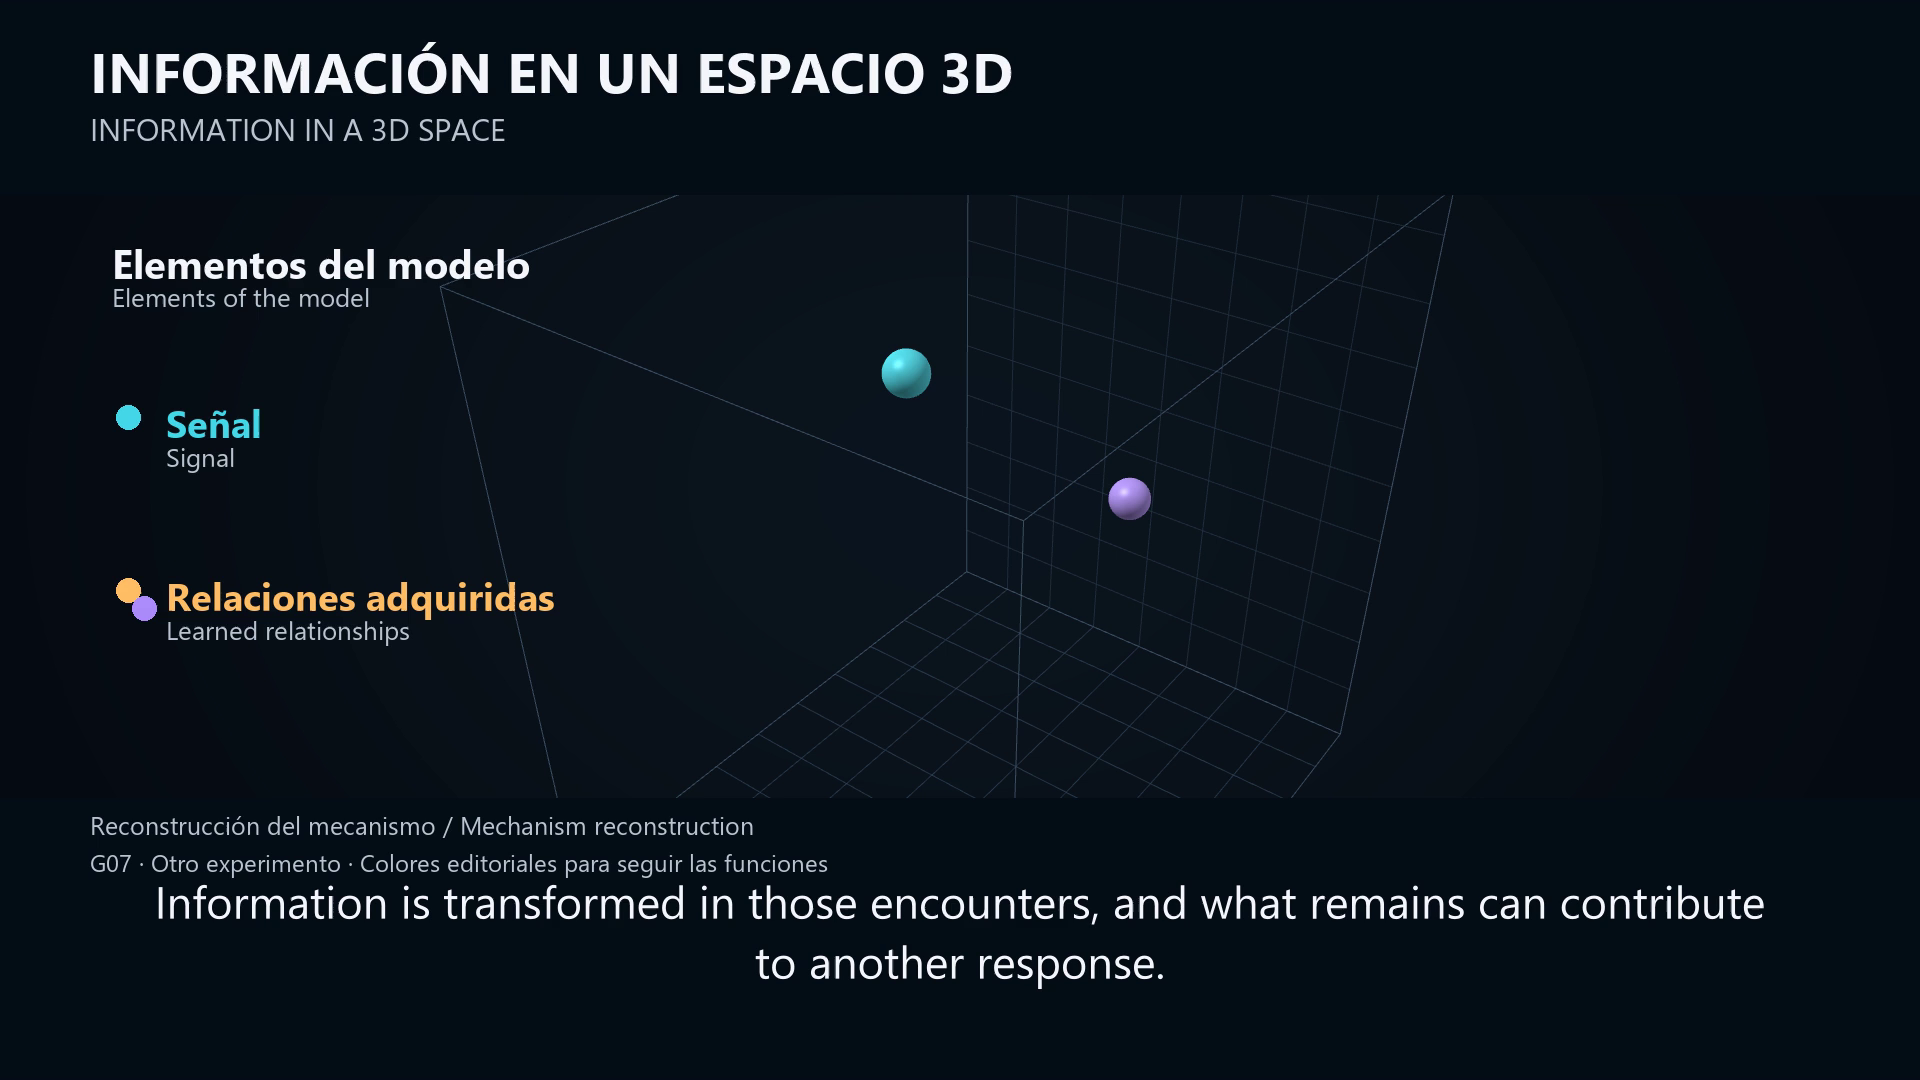 INFORMACIÓN EN UN ESPACIO 3D
INFORMATION IN A 3D SPACE
Elementos del modelo
Elements of the model
Señal
Signal
Relaciones adquiridas
Learned relationships
Reconstrucción del mecanismo / Mechanism reconstruction
G07 · Otro experimento · Colores editoriales para seguir las funciones
Information is transformed in those encounters, and what remains can contribute
to another response.